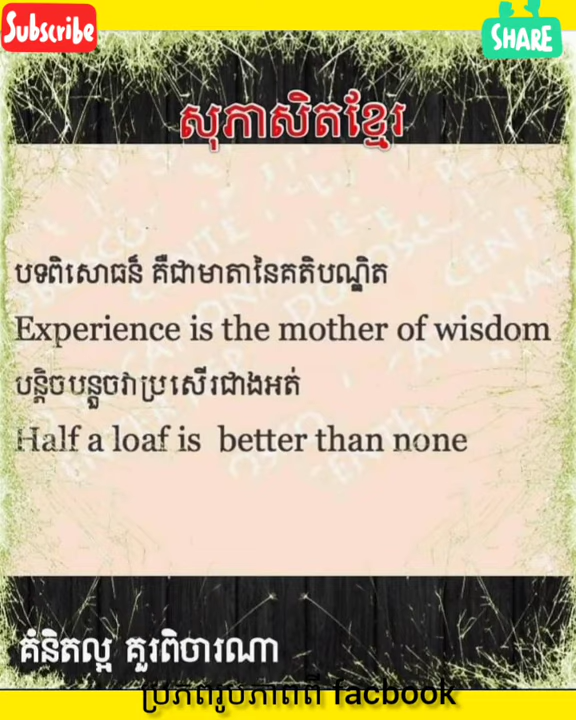 Subscribe
SHARE
សុភាសិតខ្មែរ
បទពិសោធន៏ គឺជាមាតានៃគតិបណ្ឌិត
Experience is the mother of wisdom
បន្តិចបន្តួចវាប្រសើរជាងអត់
Half a loaf is better than none
គំនិតល្អ គួរពិចារណា
ប្រភពរូបភាពពី facbook